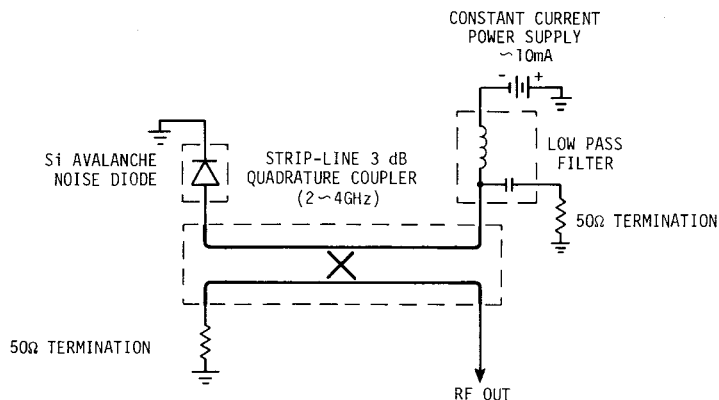 CONSTANT CURRENT
POWER SUPPLY
~10mA
- +
Si AVALANCHE
NOISE DIODE
STRIP-LINE 3 dB
QUADRATURE COUPLER
(2~4GHz)
LOW PASS
FILTER
50Ω TERMINATION
50Ω TERMINATION
RF OUT